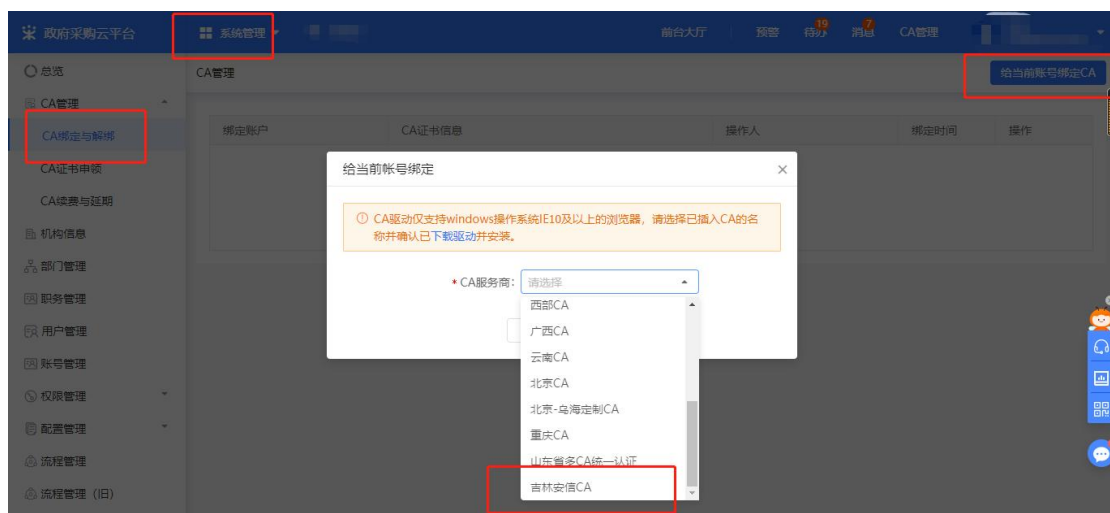 政府采购云平台
系统管理
前台大厅
预警
待办
19
消息
7
CA管理
总览
CA管理
CA绑定与解绑
CA证书申领
CA续费与延期
机构信息
部门管理
职务管理
用户管理
账号管理
权限管理
配置管理
流程管理
流程管理（旧）
CA管理
给当前账号绑定CA
绑定账户
CA证书信息
操作人
绑定时间
操作
给当前帐号绑定
CA驱动仅支持windows操作系统IE10及以上的浏览器，请选择已插入CA的名
称并确认已下载驱动并安装。
* CA服务商：
请选择
西部CA
广西CA
云南CA
北京CA
北京-乌海定制CA
重庆CA
山东省多CA统一认证
吉林安信CA